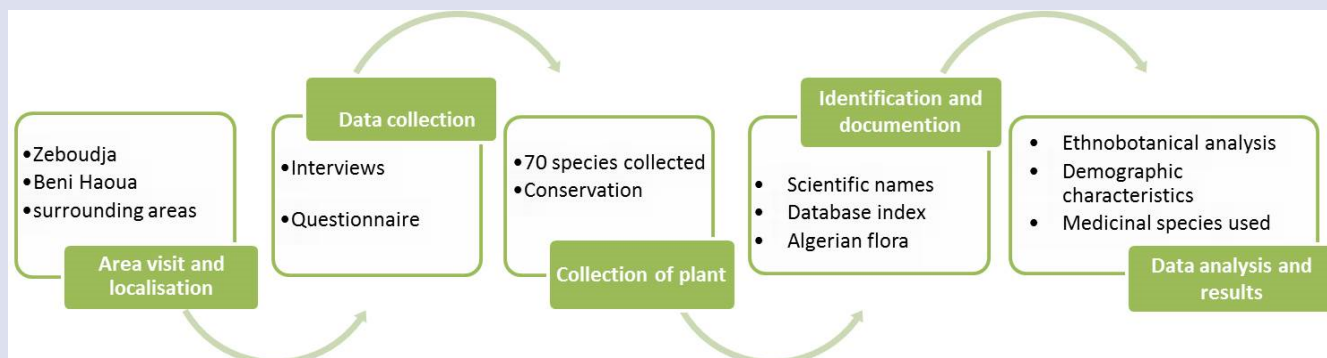 •Zeboudja
•Beni Haoua
•surrounding areas
Area visit and
localisation
Data collection
•Interviews
•Questionnaire
•70 species collected
•Conservation
Collection of plant
Identification and
documention
• Scientific names
• Database index
• Algerian flora
• Ethnobotanical analysis
• Demographic
characteristics
• Medicinal species used
Data analysis and
results